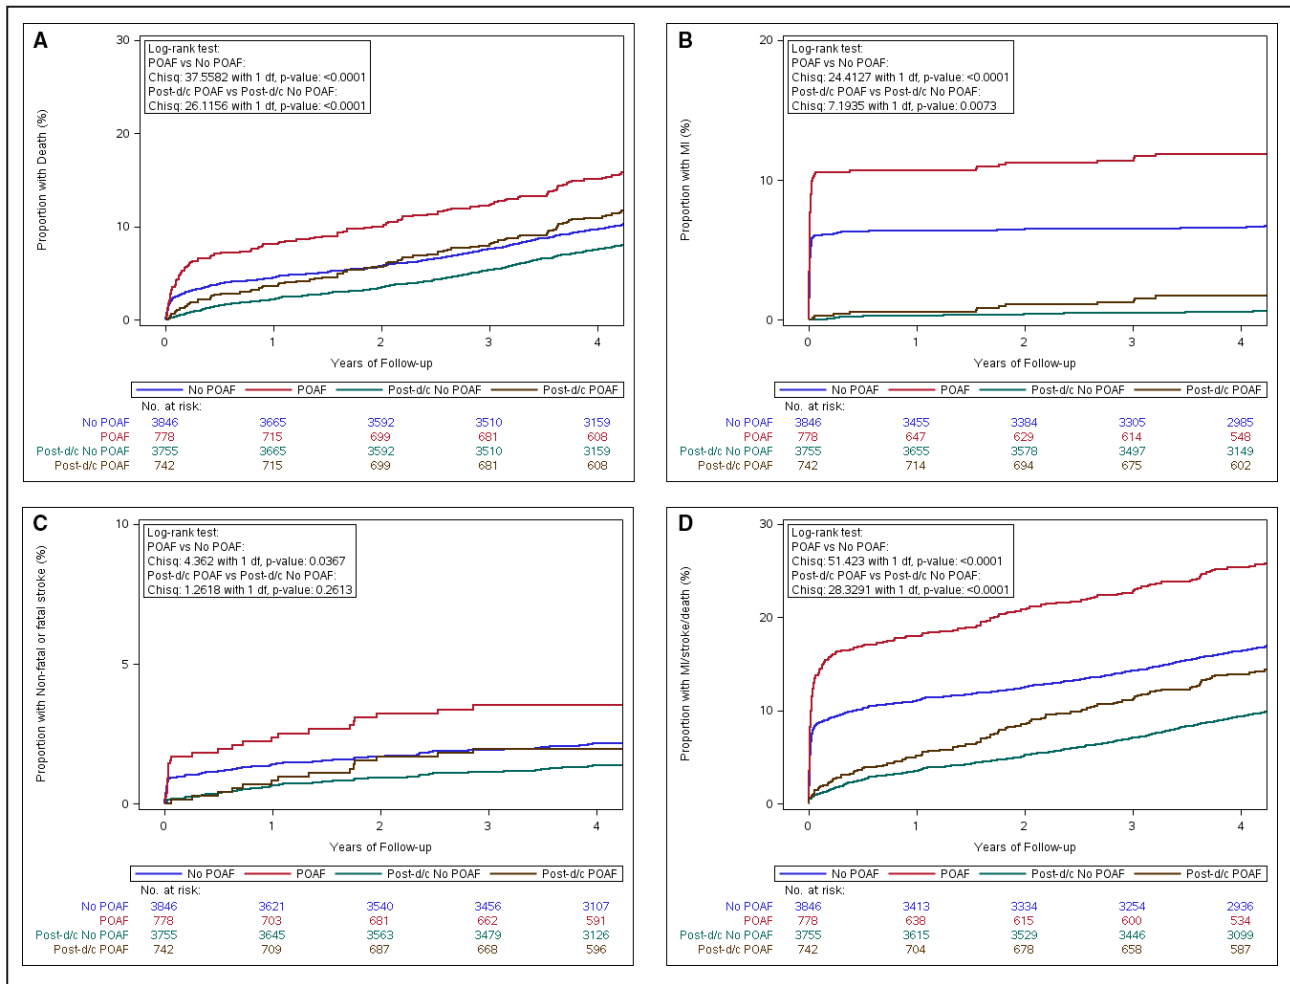 A
30
20
10
0
Proportion with Death (%)
Log-rank test:
POAF vs No POAF:
Chisq: 37.5582 with 1 df, p-value: <0.0001
Post-d/c POAF vs Post-d/c No POAF:
Chisq: 26.1156 with 1 df, p-value: <0.0001
0 1 2 3 4
Years of Follow-up
No POAF POAF Post-d/c No POAF Post-d/c POAF
No. at risk:
No POAF 3846 3665 3592 3510 3159
POAF 778 715 699 681 608
Post-d/c No POAF 3755 3665 3592 3510 3159
Post-d/c POAF 742 715 699 681 608
B
20
10
0
Proportion with MI (%)
Log-rank test:
POAF vs No POAF:
Chisq: 24.4127 with 1 df, p-value: <0.0001
Post-d/c POAF vs Post-d/c No POAF:
Chisq: 7.1935 with 1 df, p-value: 0.0073
0 1 2 3 4
Years of Follow-up
No POAF POAF Post-d/c No POAF Post-d/c POAF
No. at risk:
No POAF 3846 3455 3384 3305 2985
POAF 778 647 629 614 548
Post-d/c No POAF 3755 3655 3578 3497 3149
Post-d/c POAF 742 714 694 675 602
C
10
5
0
Proportion with Non-fatal or fatal stroke (%)
Log-rank test:
POAF vs No POAF:
Chisq: 4.362 with 1 df, p-value: 0.0367
Post-d/c POAF vs Post-d/c No POAF:
Chisq: 1.2618 with 1 df, p-value: 0.2613
0 1 2 3 4
Years of Follow-up
No POAF POAF Post-d/c No POAF Post-d/c POAF
No. at risk:
No POAF 3846 3621 3540 3456 3107
POAF 778 703 681 662 591
Post-d/c No POAF 3755 3645 3563 3479 3126
Post-d/c POAF 742 709 687 668 596
D
30
20
10
0
Proportion with MI/stroke/death (%)
Log-rank test:
POAF vs No POAF:
Chisq: 51.423 with 1 df, p-value: <0.0001
Post-d/c POAF vs Post-d/c No POAF:
Chisq: 28.3291 with 1 df, p-value: <0.0001
0 1 2 3 4
Years of Follow-up
No POAF POAF Post-d/c No POAF Post-d/c POAF
No. at risk:
No POAF 3846 3413 3334 3254 2936
POAF 778 638 615 600 534
Post-d/c No POAF 3755 3615 3529 3446 3099
Post-d/c POAF 742 704 678 658 587